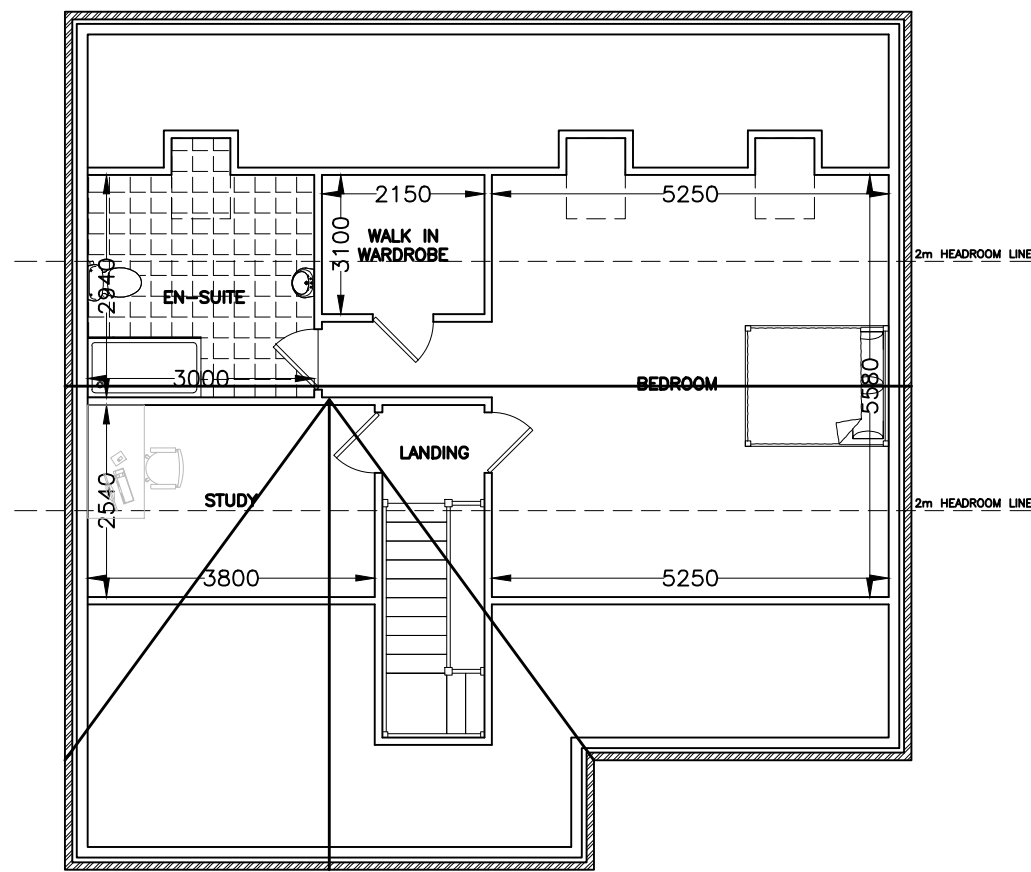 2150
5250
3100
WALK IN
WARDROBE
2m HEADROOM LINE
2940
EN-SUITE
3000
BEDROOM
5580
LANDING
STUDY
2540
2m HEADROOM LINE
3800
5250